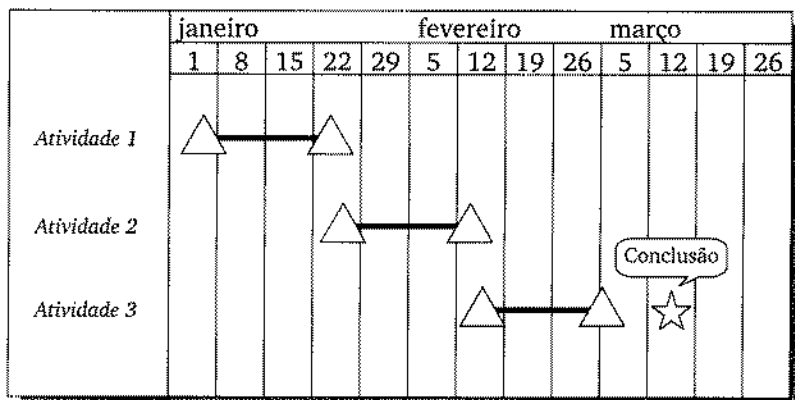 janeiro fevereiro março
1 8 15 22 29 5 12 19 26 5 12 19 26
Atividade 1
Atividade 2
Conclusão
Atividade 3